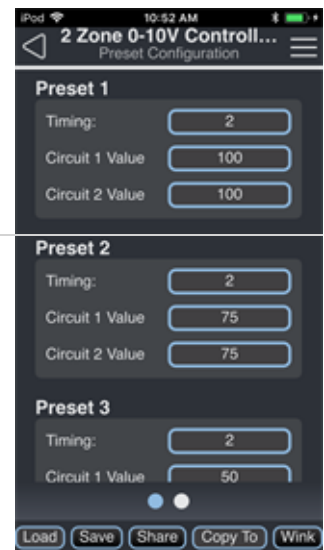 iPod 10:52 AM
2 Zone 0-10V Controll...
Preset Configuration
Preset 1
Timing: 2
Circuit 1 Value 100
Circuit 2 Value 100
Preset 2
Timing: 2
Circuit 1 Value 75
Circuit 2 Value 75
Preset 3
Timing: 2
Circuit 1 Value 50
Load Save Share Copy To Wink